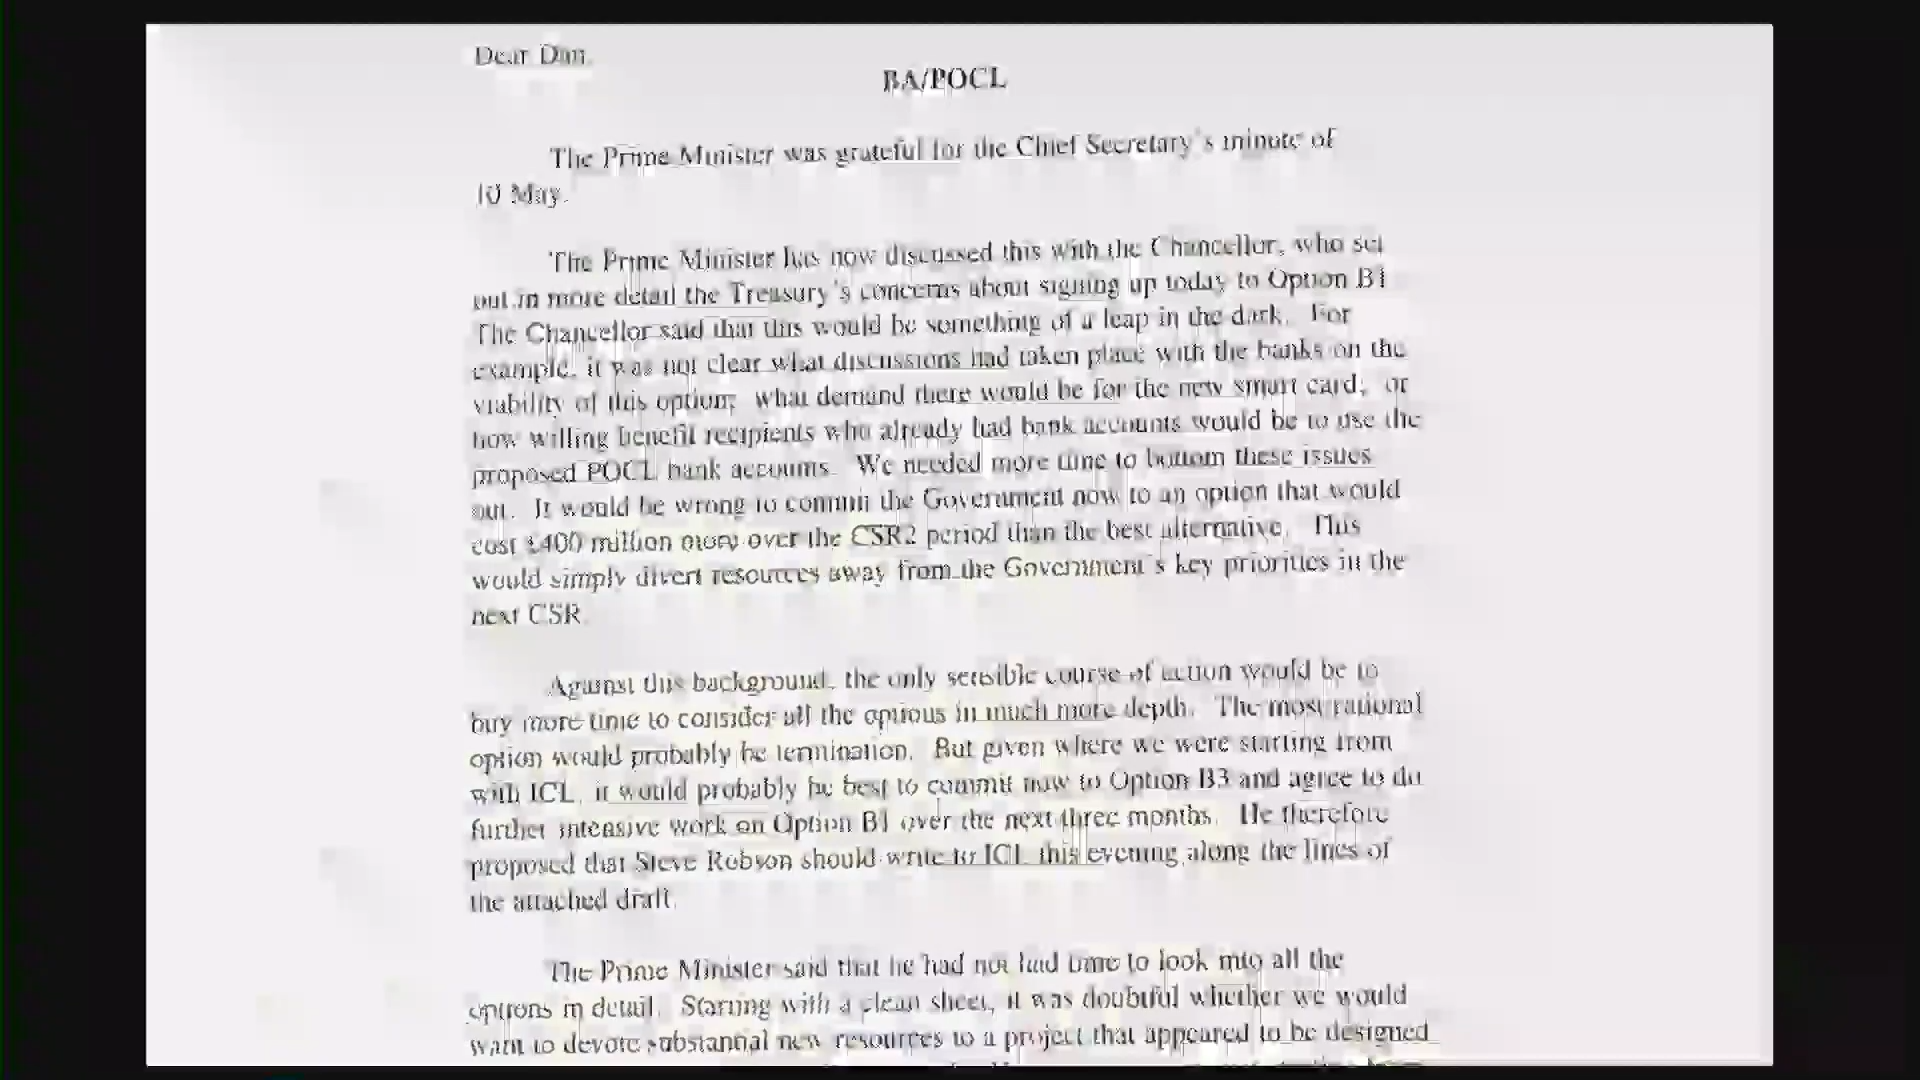 Dear Dan,
BA/POCL
The Prime Minister was grateful for the Chief Secretary's minute of
10 May.
The Prime Minister has now discussed this with the Chancellor, who set
out in more detail the Treasury's concerns about signing up today to Option B1
The Chancellor said that this would be something of a leap in the dark. For
example, it was not clear what discussions had taken place with the banks on the
viability of this option; what demand there would be for the new smart card; or
how willing benefit recipients who already had bank accounts would be to use the
proposed POCL bank accounts. We needed more time to bottom these issues
out. It would be wrong to commit the Government now to an option that would
cost £400 million more over the CSR2 period than the best alternative. This
would simply divert resources away from the Government's key priorities in the
next CSR.
Against this background, the only sensible course of action would be to
buy more time to consider all the options in much more depth. The most rational
option would probably be termination. But given where we were starting from
with ICL, it would probably be best to commit now to Option B3 and agree to do
further intensive work on Option B1 over the next three months. He therefore
proposed that Steve Robson should write to ICL this evening along the lines of
the attached draft.
The Prime Minister said that he had not had time to look into all the
options in detail. Starting with a clean sheet, it was doubtful whether we would
want to devote substantial new resources to a project that appeared to be designed